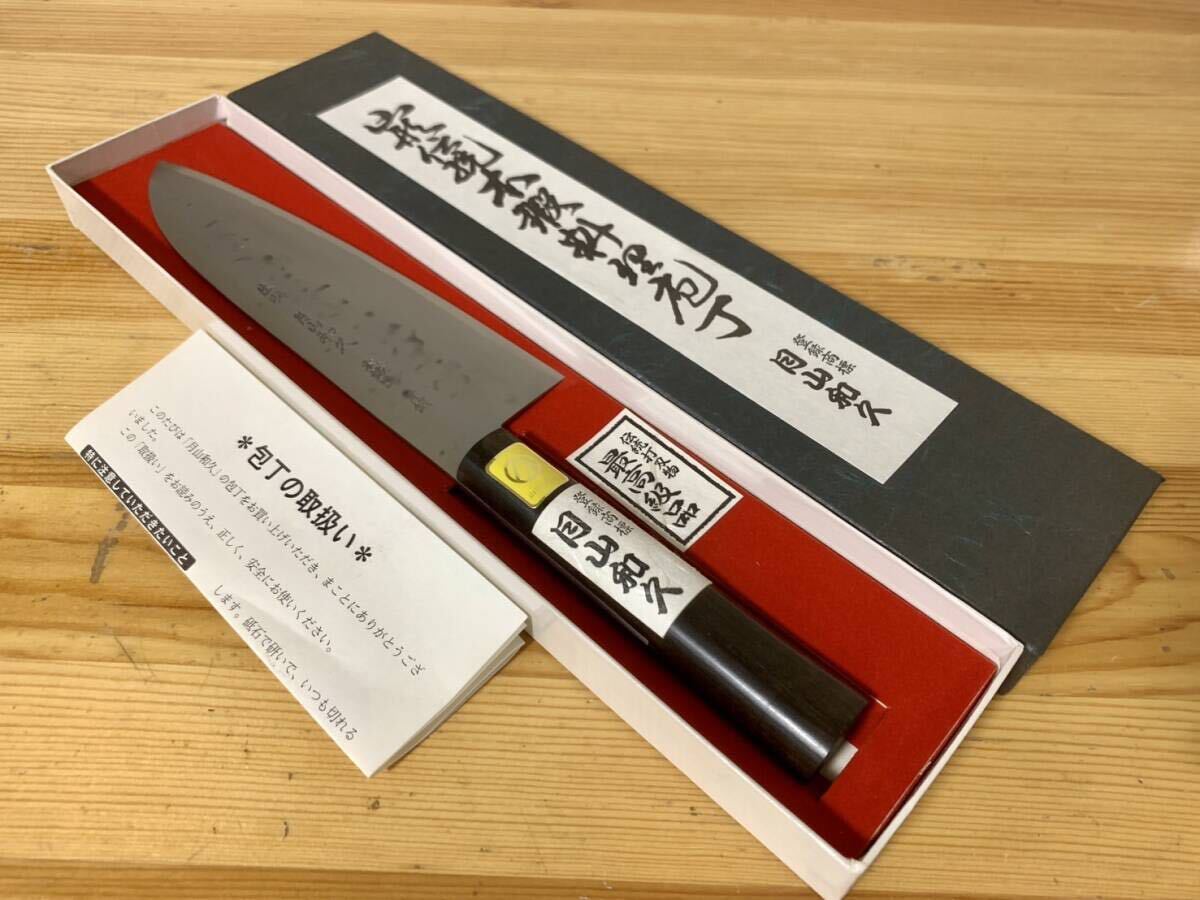 山形伝統本鍛料理庖丁
登録商標
月山和久
伝統打刃物
最高級品
登録商標
月山和久
*包丁の取扱い*
このたびは「月山和久」の包丁をお買い上げいただき、まことにありがとうござ
いました。
この「取扱い」をお読みのうえ、正しく、安全にお使いください。
特に注意していただきたいこと
します。砥石で研いで、いつも切れる